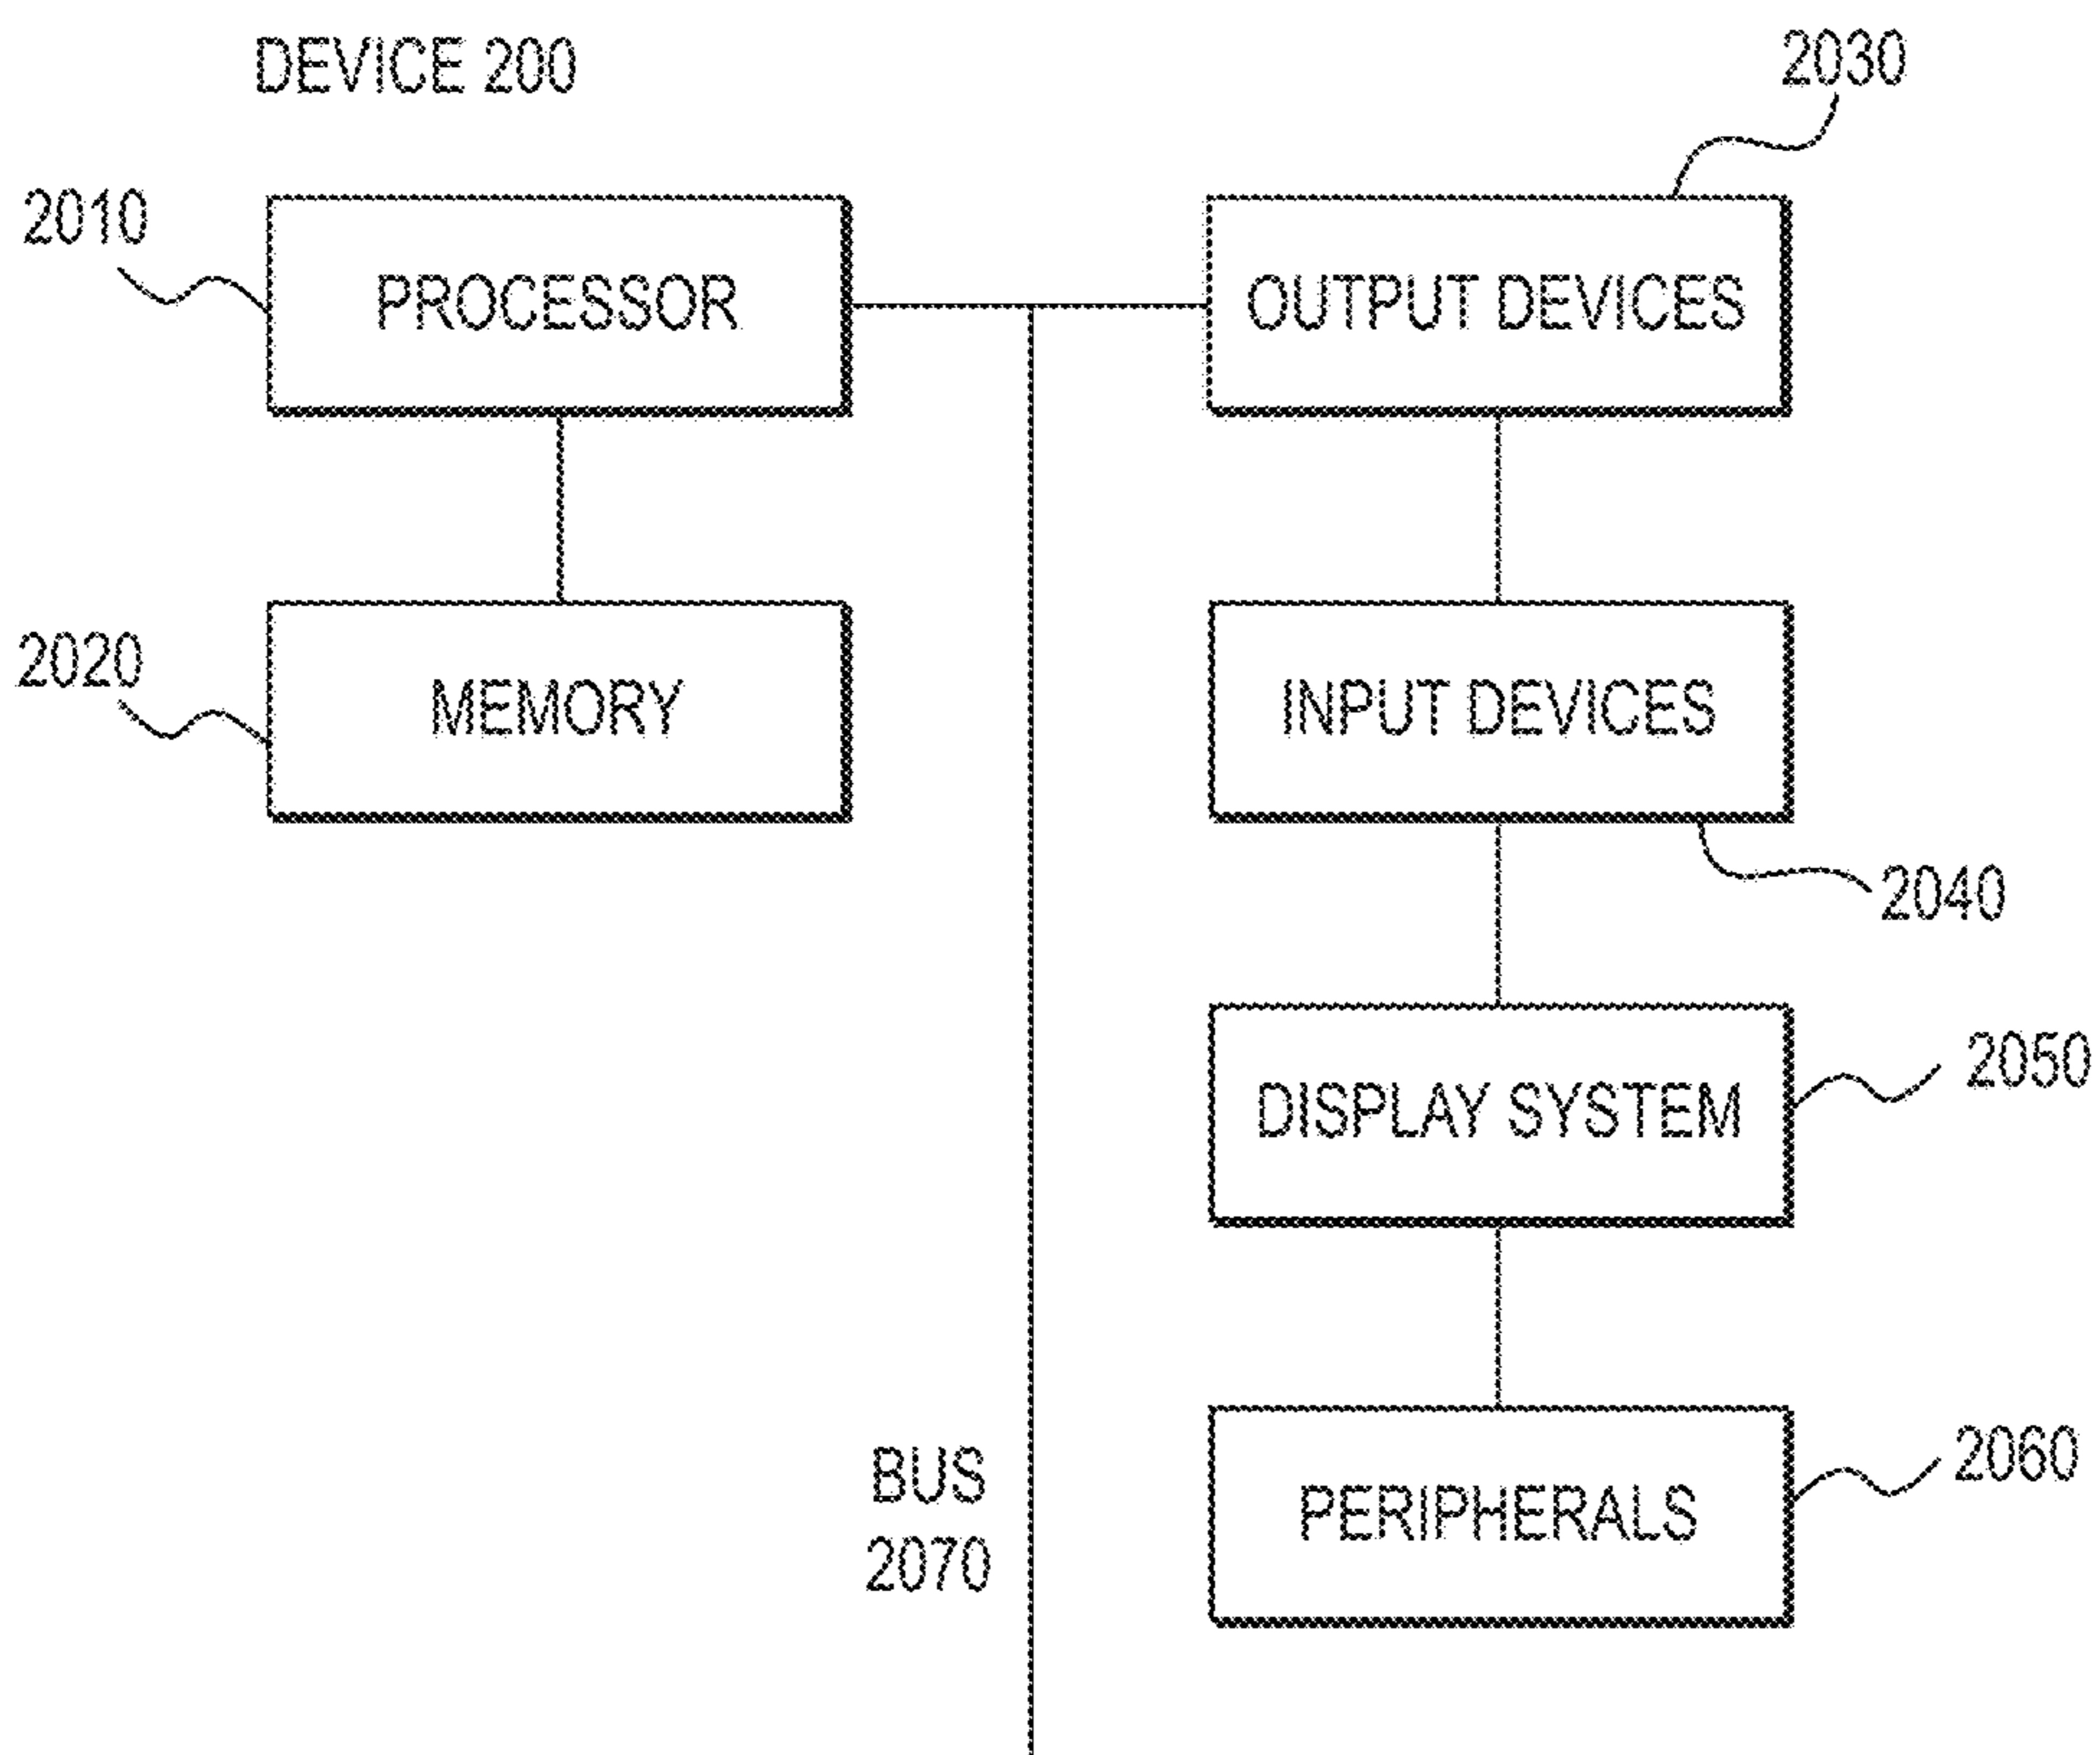 DEVICE 200
2030
2010
PROCESSOR
OUTPUT DEVICES
2020
MEMORY
INPUT DEVICES
2040
DISPLAY SYSTEM
2050
BUS
2070
PERIPHERALS
2060